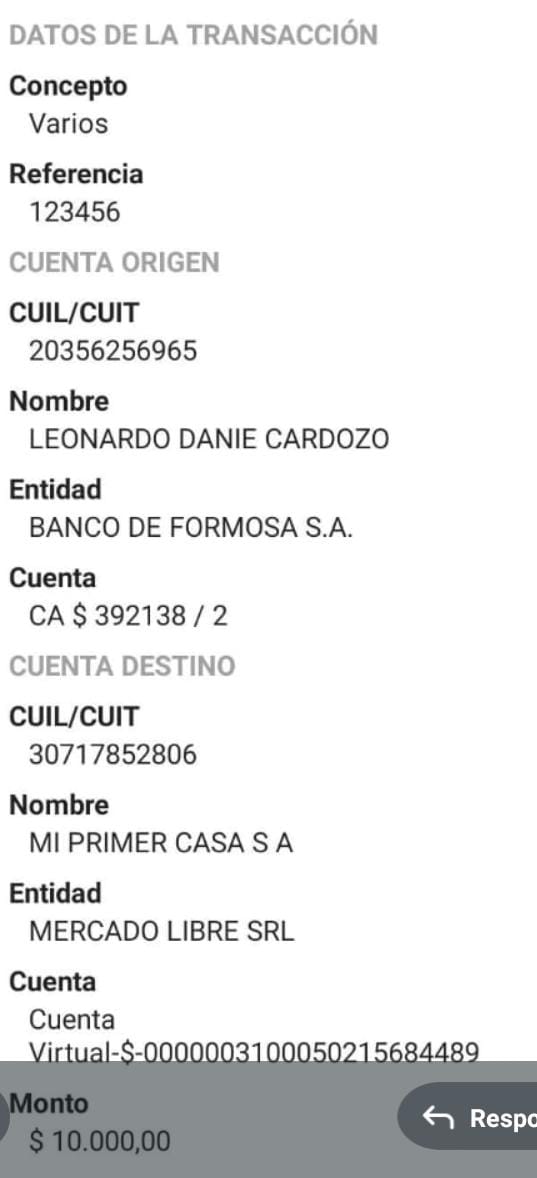 DATOS DE LA TRANSACCIÓN
Concepto
Varios
Referencia
123456
CUENTA ORIGEN
CUIL/CUIT
20356256965
Nombre
LEONARDO DANIE CARDOZO
Entidad
BANCO DE FORMOSA S.A.
Cuenta
CA $ 392138 / 2
CUENTA DESTINO
CUIL/CUIT
30717852806
Nombre
MI PRIMER CASA S A
Entidad
MERCADO LIBRE SRL
Cuenta
Cuenta
Virtual-$-0000003100050215684489
Monto
$ 10.000,00
Respo